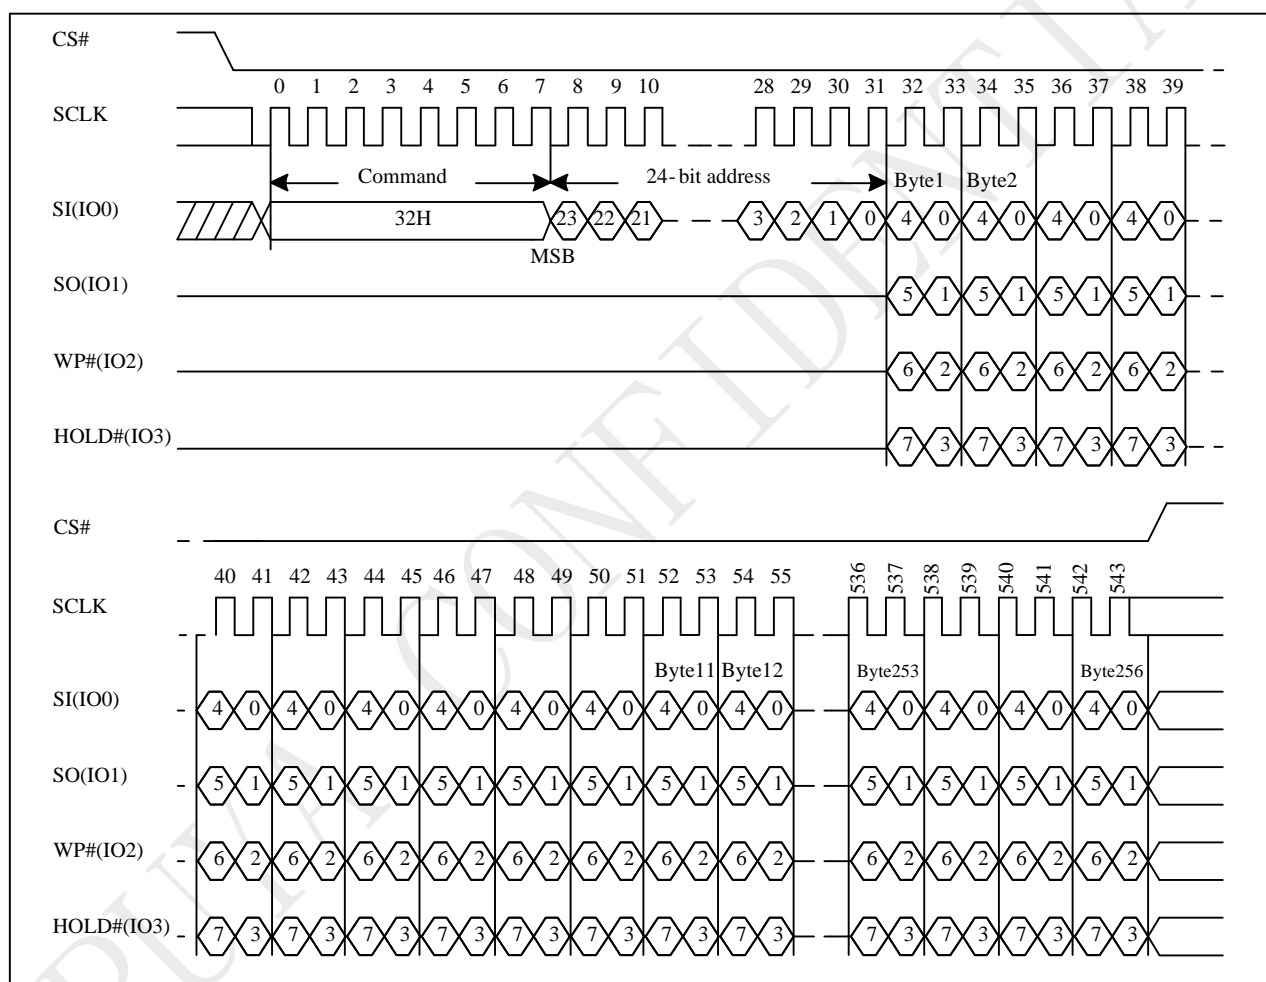 CS#
0 1 2 3 4 5 6 7 8 9 10 28 29 30 31 32 33 34 35 36 37 38 39
SCLK
Command 24-bit address Byte1 Byte2
SI(IO0) 32H 23 22 21 3 2 1 0 4 0 4 0 4 0 4 0
MSB
SO(IO1) 5 1 5 1 5 1 5 1
WP#(IO2) 6 2 6 2 6 2 6 2
HOLD#(IO3) 7 3 7 3 7 3 7 3
CS#
40 41 42 43 44 45 46 47 48 49 50 51 52 53 54 55 536 537 538 539 540 541 542 543
SCLK
Byte11 Byte12 Byte253 Byte256
SI(IO0) 4 0 4 0 4 0 4 0 4 0 4 0 4 0 4 0 4 0 4 0 4 0 4 0
SO(IO1) 5 1 5 1 5 1 5 1 5 1 5 1 5 1 5 1 5 1 5 1 5 1 5 1
WP#(IO2) 6 2 6 2 6 2 6 2 6 2 6 2 6 2 6 2 6 2 6 2 6 2 6 2
HOLD#(IO3) 7 3 7 3 7 3 7 3 7 3 7 3 7 3 7 3 7 3 7 3 7 3 7 3
PUYA CONFIDENTIA